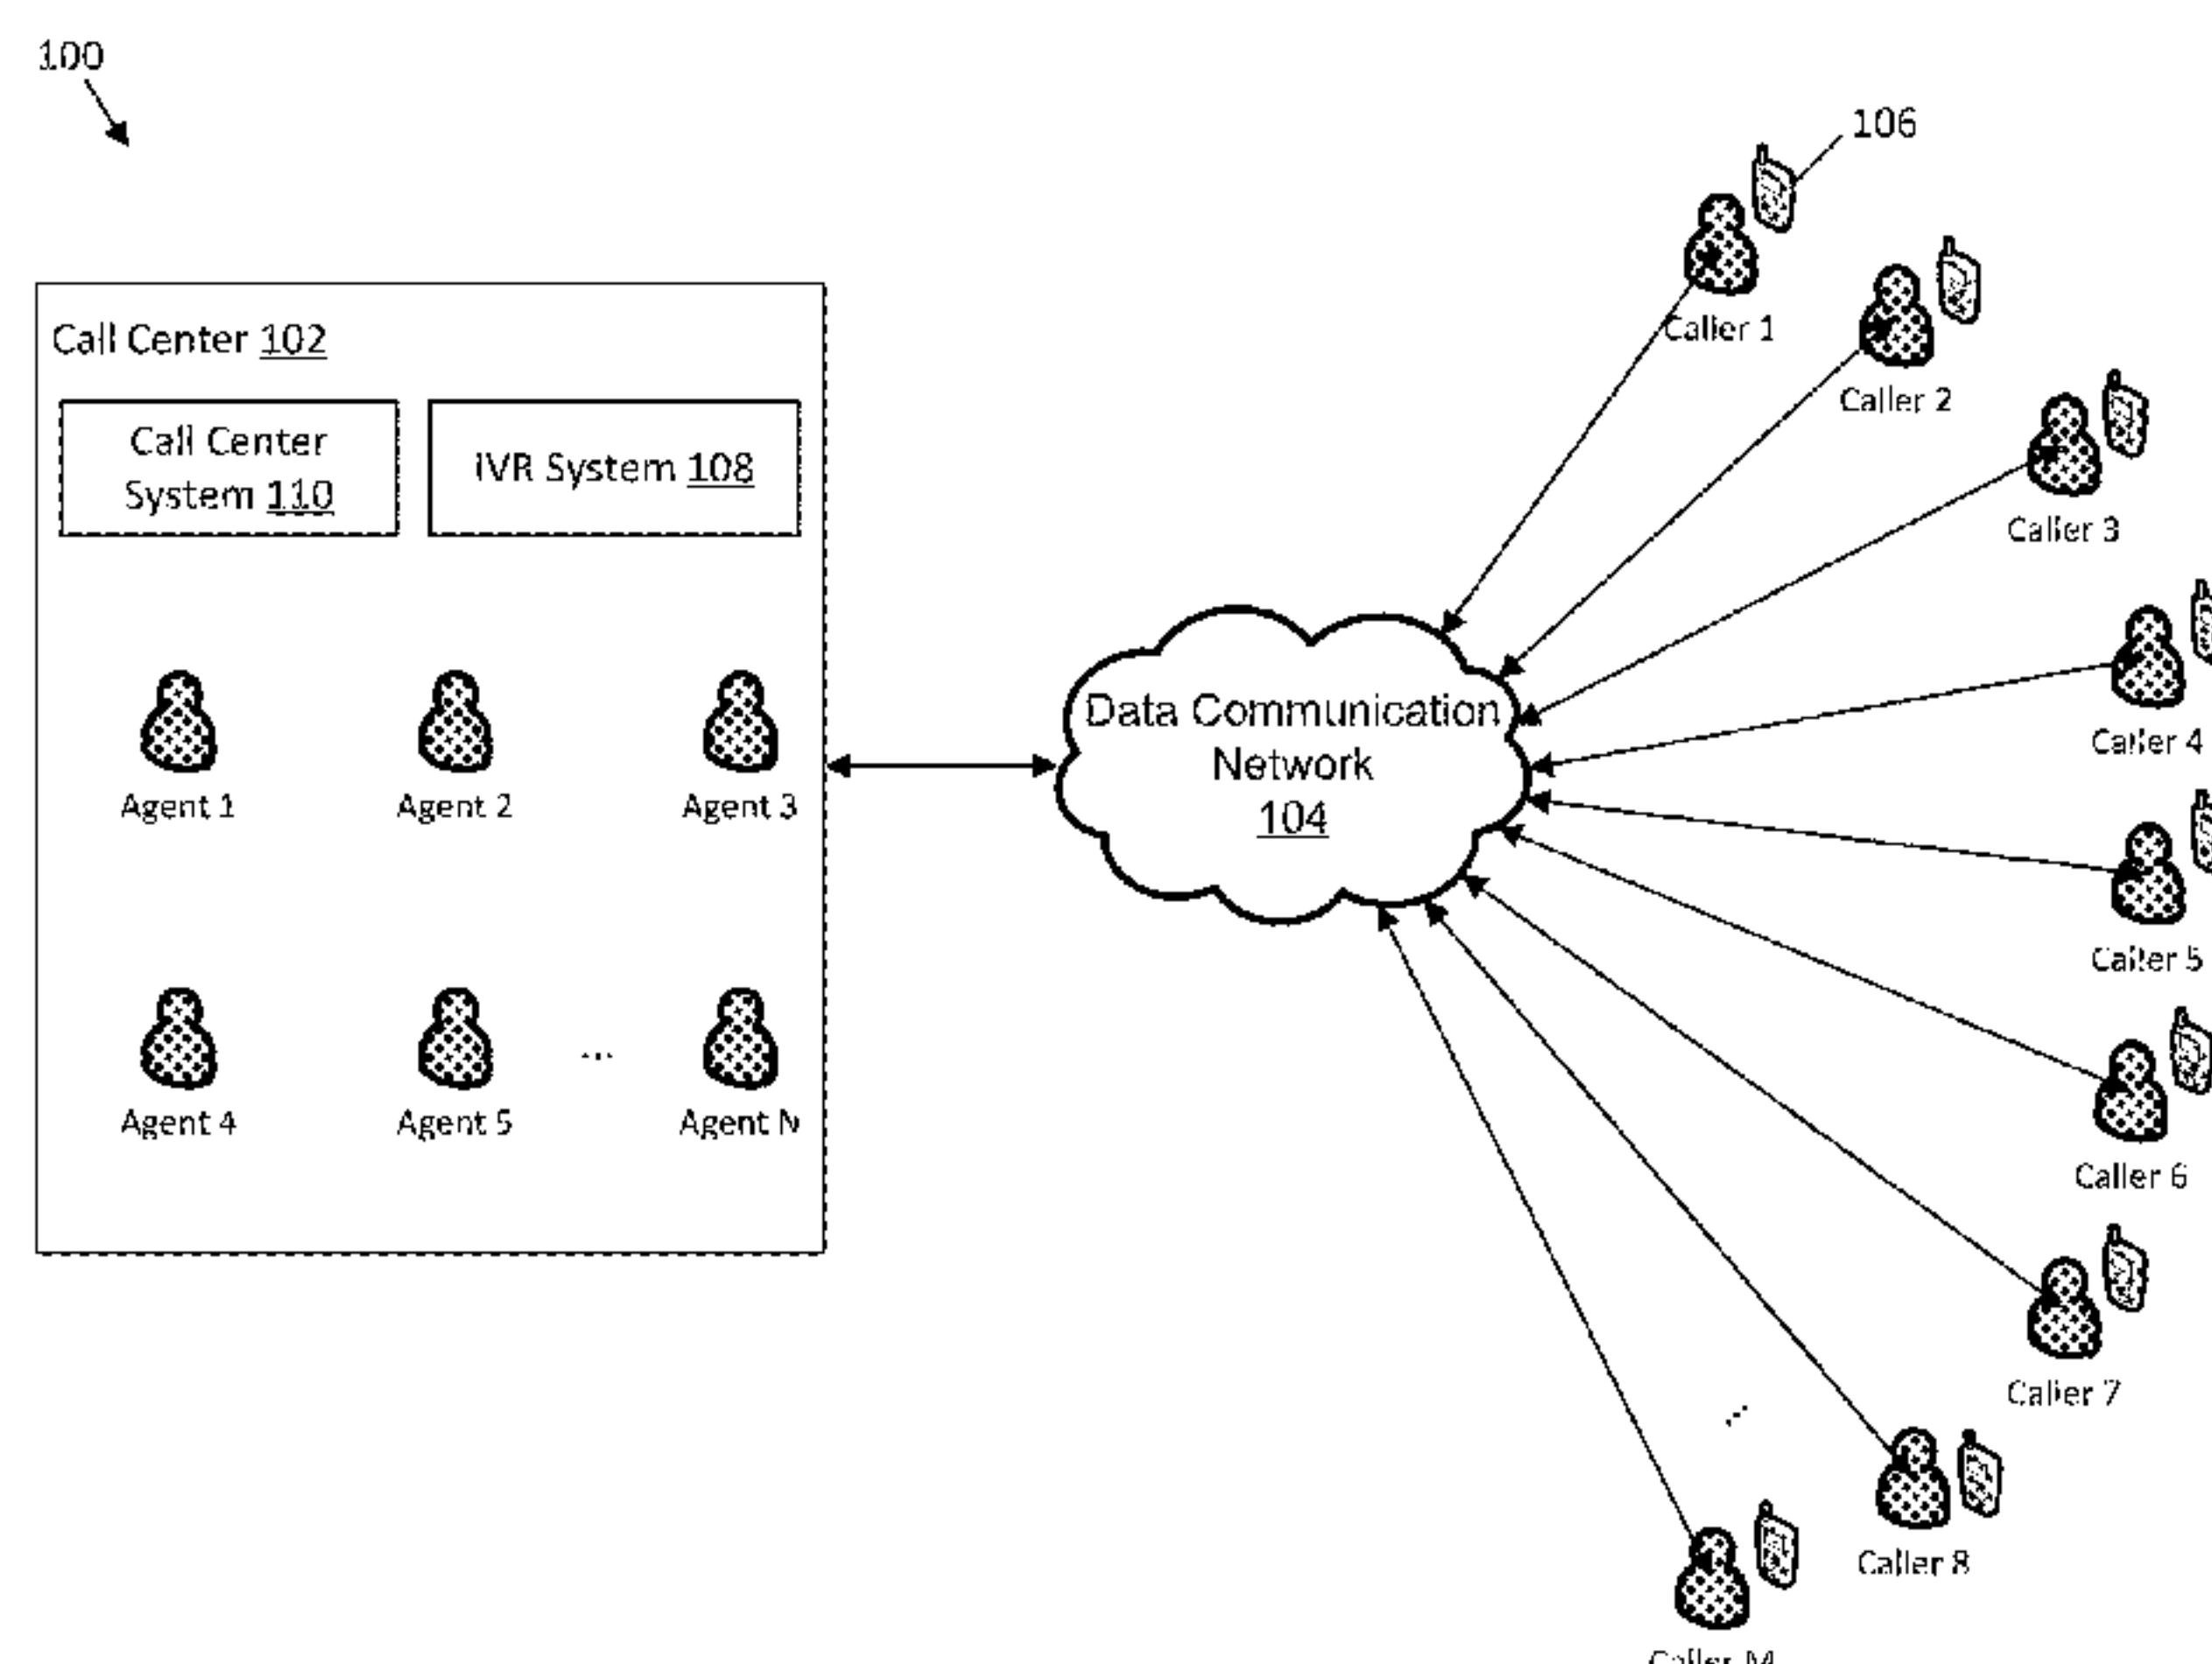 100
106
Call Center 102
Call Center
System 110
IVR System 108
Agent 1
Agent 2
Agent 3
Agent 4
Agent 5
...
Agent N
Data Communication
Network
104
Caller 1
Caller 2
Caller 3
Caller 4
Caller 5
Caller 6
Caller 7
...
Caller 8
Caller M